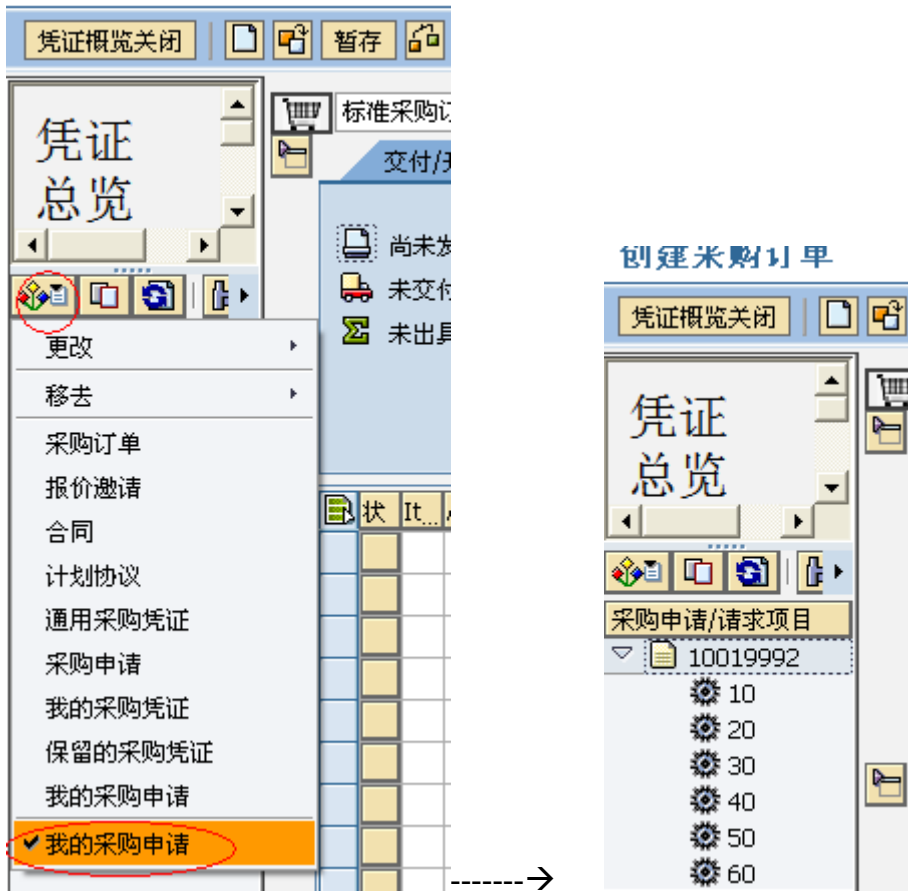 凭证概览关闭
暂存
凭证
总览
标准采购订
交付/开
尚未发
未交付
未出具
更改
移去
采购订单
报价邀请
合同
计划协议
通用采购凭证
采购申请
我的采购凭证
保留的采购凭证
我的采购申请
我的采购申请
状 It...
-------→
创建采购订单
凭证概览关闭
凭证
总览
采购申请/请求项目
10019992
10
20
30
40
50
60